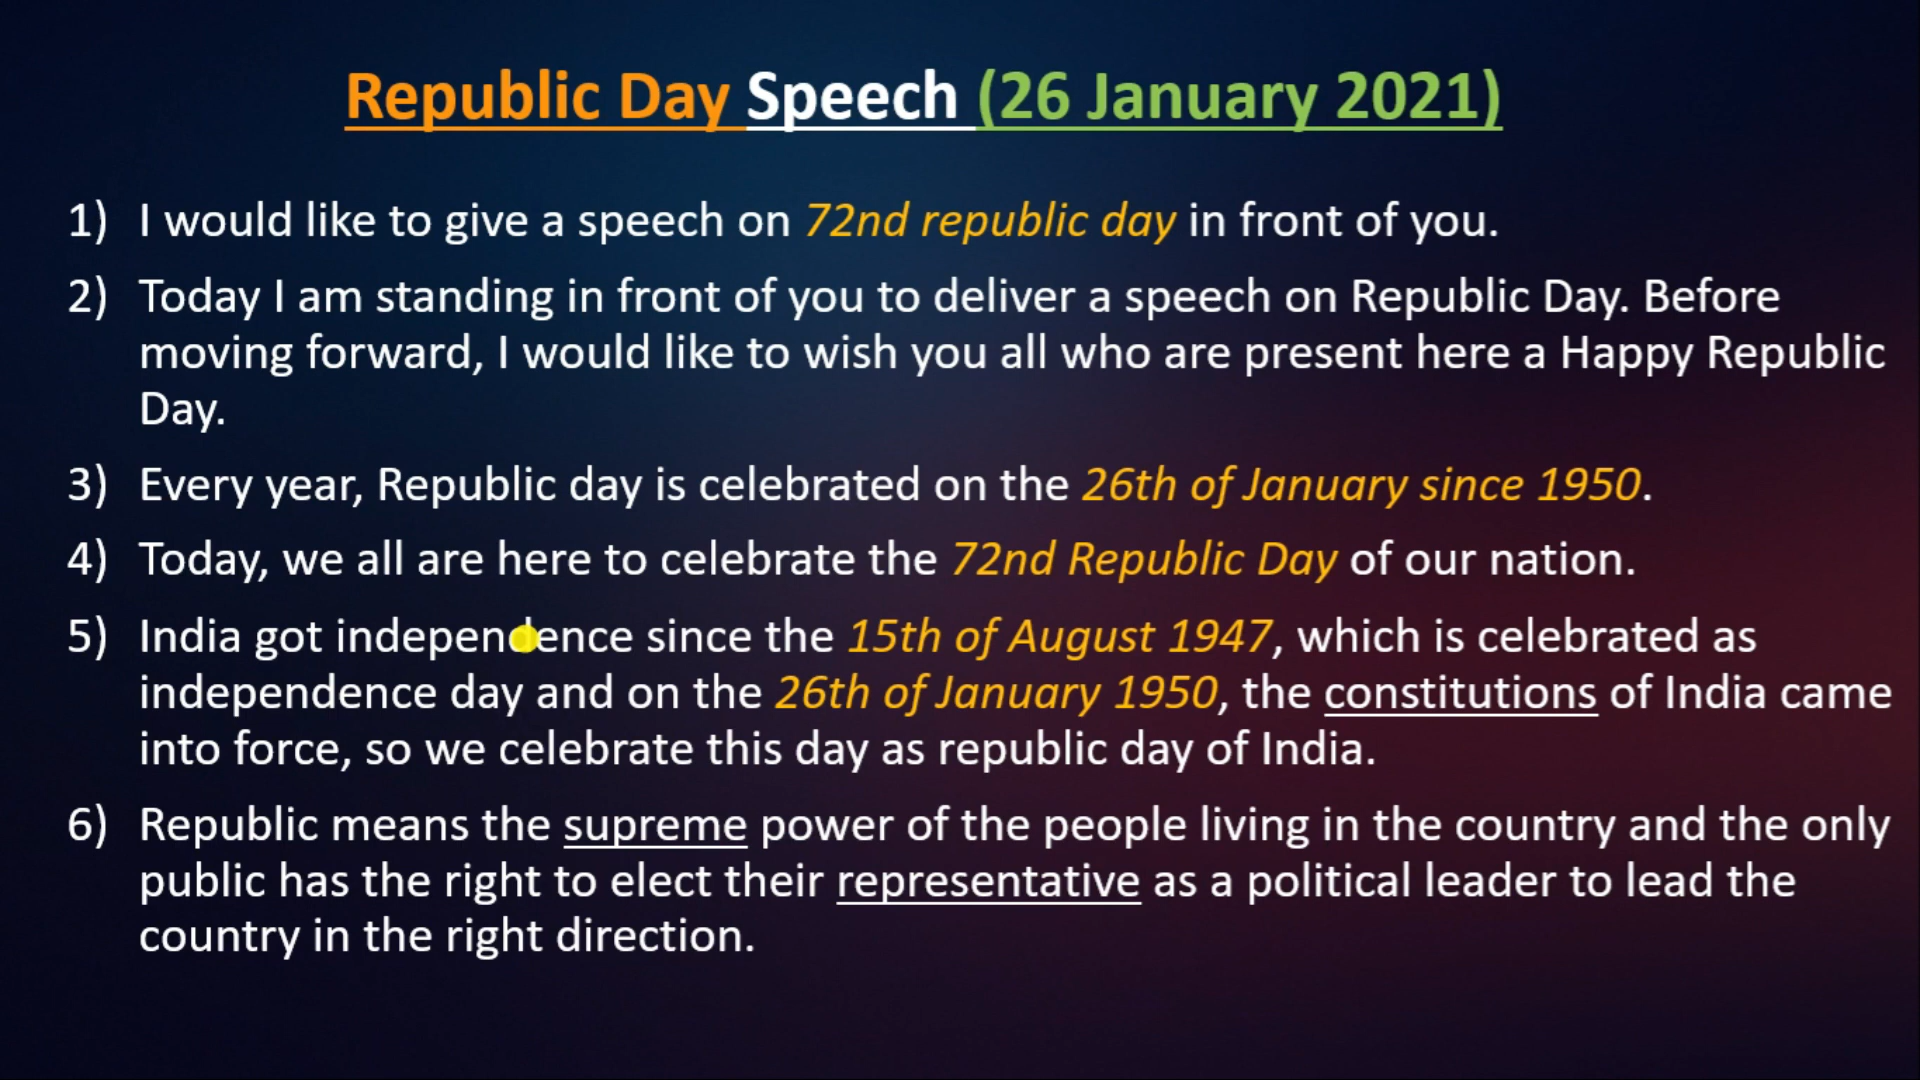 Republic Day Speech (26 January 2021)
1) I would like to give a speech on 72nd republic day in front of you.
2) Today I am standing in front of you to deliver a speech on Republic Day. Before
moving forward, I would like to wish you all who are present here a Happy Republic
Day.
3) Every year, Republic day is celebrated on the 26th of January since 1950.
4) Today, we all are here to celebrate the 72nd Republic Day of our nation.
5) India got independence since the 15th of August 1947, which is celebrated as
independence day and on the 26th of January 1950, the constitutions of India came
into force, so we celebrate this day as republic day of India.
6) Republic means the supreme power of the people living in the country and the only
public has the right to elect their representative as a political leader to lead the
country in the right direction.